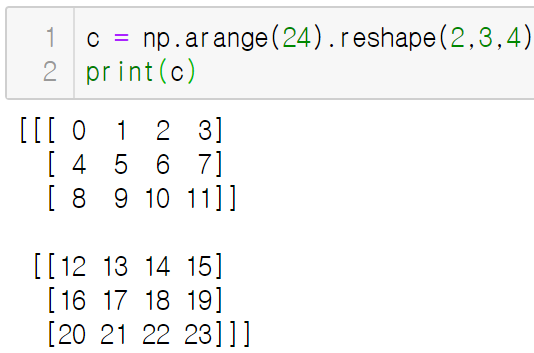 1 c = np.arange(24).reshape(2,3,4)
2 print(c)
[[[ 0 1 2 3]
[ 4 5 6 7]
[ 8 9 10 11]]
[[12 13 14 15]
[16 17 18 19]
[20 21 22 23]]]